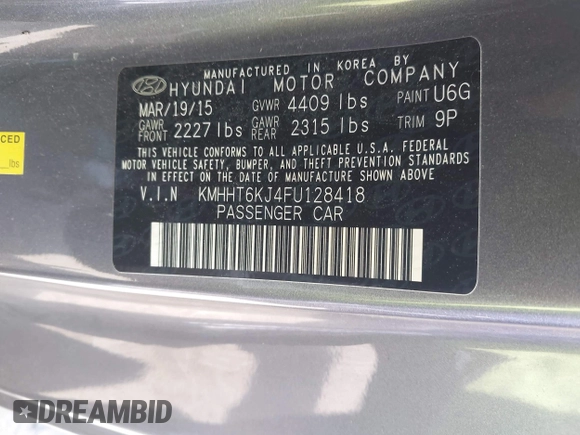 MANUFACTURED IN KOREA BY
HYUNDAI MOTOR COMPANY
MAR/19/15 GVWR 4409 lbs PAINT U6G
GAWR FRONT 2227 lbs GAWR REAR 2315 lbs TRIM 9P
THIS VEHICLE CONFORMS TO ALL APPLICABLE U.S.A. FEDERAL
MOTOR VEHICLE SAFETY, BUMPER, AND THEFT PREVENTION
STANDARDS IN EFFECT ON THE DATE OF MANUFACTURE SHOWN ABOVE.
V.I.N KMHHT6KJ4FU128418
PASSENGER CAR
CED
lbs
DREAMBID